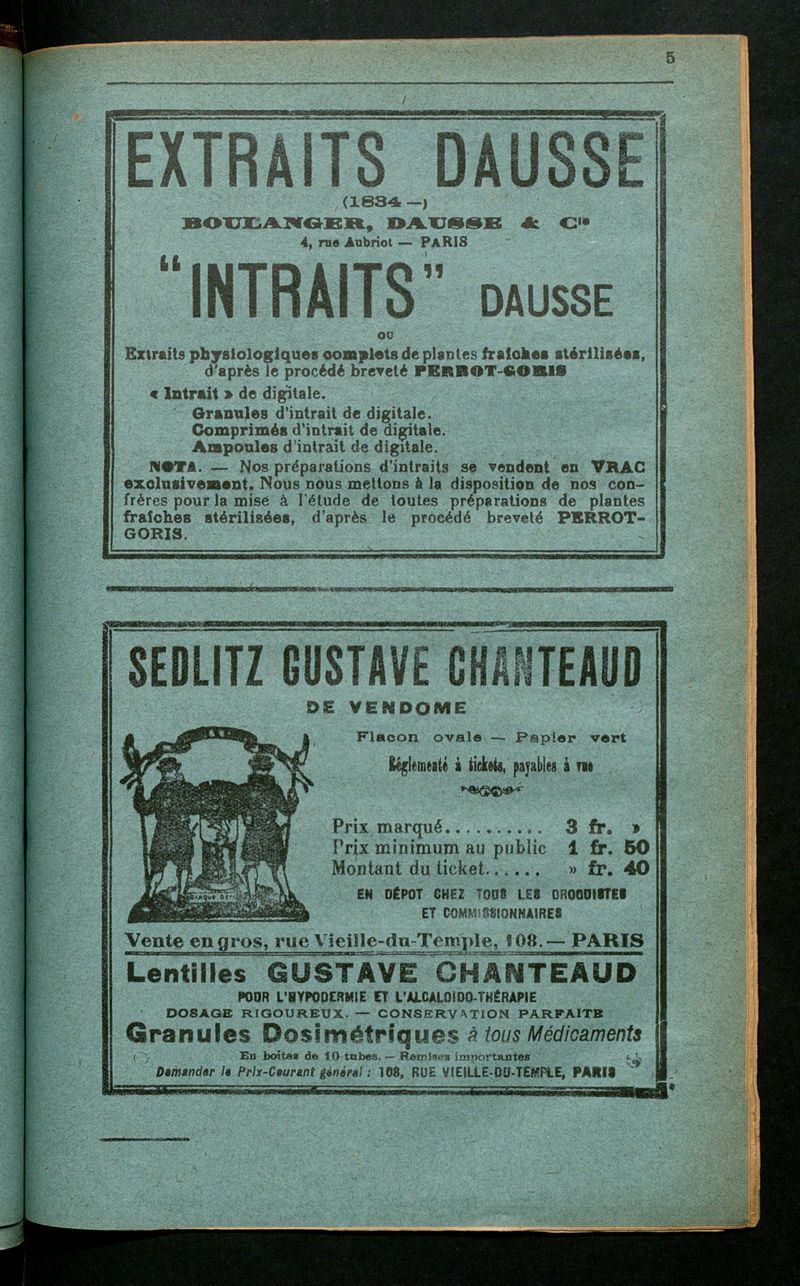 5
EXTRAITS DAUSSE
(1834 —)
BOULANGER, DAUSSE & Cie
4, rue Aubriot — PARIS
"INTRAITS" DAUSSE
OU
Extraits physiologiques complets de plantes fraîches stérilisées,
d'après le procédé breveté PERROT-GORIS
« Intrait » de digitale.
Granules d'intrait de digitale.
Comprimés d'intrait de digitale.
Ampoules d'intrait de digitale.
NOTA. — Nos préparations d'intraits se vendent en VRAC
exclusivement. Nous nous mettons à la disposition de nos con-
frères pour la mise à l'étude de toutes préparations de plantes
fraîches stérilisées, d'après le procédé breveté PERROT-
GORIS.
SEDLITZ GUSTAVE CHANTEAUD
DE VENDOME
Flacon ovale — Papier vert
Réglementé à tickets, payables à vue
Prix marqué.......... 3 fr. »
Prix minimum au public 1 fr. 50
Montant du ticket...... » fr. 40
EN DÉPOT CHEZ TOUS LES DROGUISTES
ET COMMISSIONNAIRES
Vente en gros, rue Vieille-du-Temple, 108. — PARIS
Lentilles GUSTAVE CHANTEAUD
POUR L'HYPODERMIE ET L'ALCALOIDO-THÉRAPIE
DOSAGE RIGOUREUX. — CONSERVATION PARFAITE
Granules Dosimétriques à tous Médicaments
En boîtes de 10 tubes. — Remises importantes
Demander le Prix-Courant général : 108, RUE VIEILLE-DU-TEMPLE, PARIS